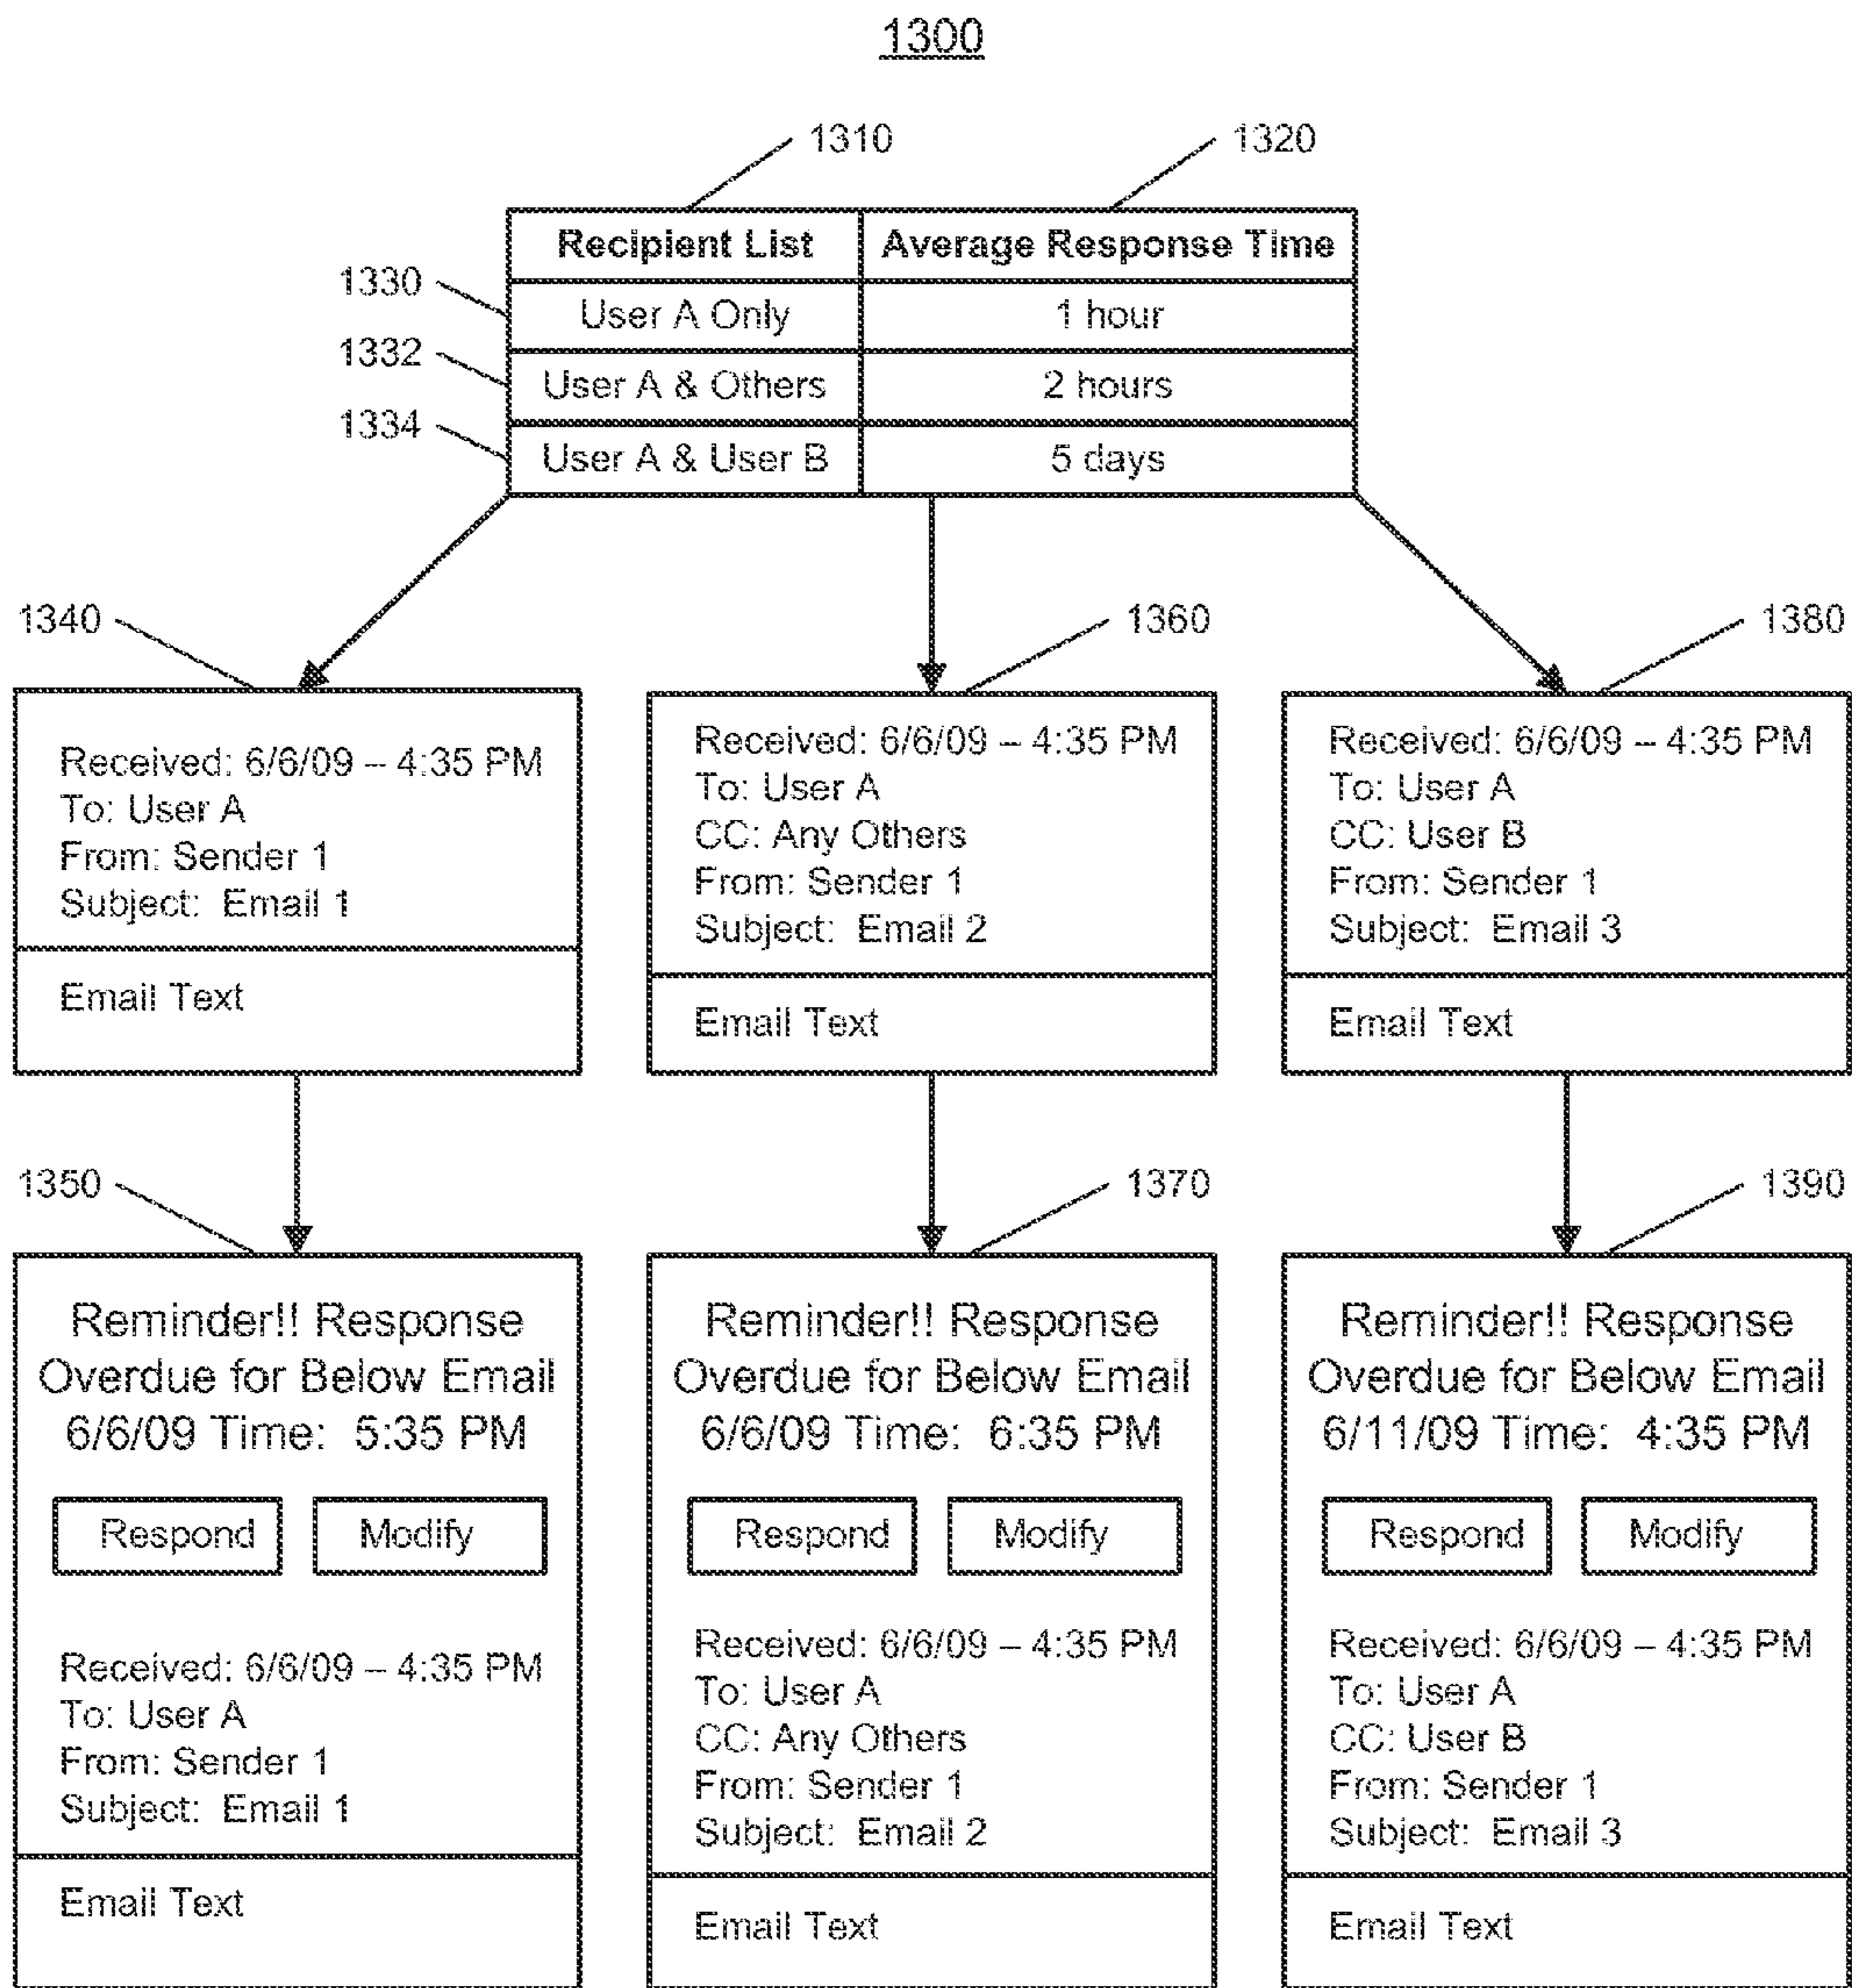 1300
1310
1320
Recipient List Average Response Time
1330
User A Only 1 hour
1332
User A & Others 2 hours
1334
User A & User B 5 days
1340
1360
1380
Received: 6/6/09 – 4:35 PM
To: User A
From: Sender 1
Subject: Email 1
Email Text
Received: 6/6/09 – 4:35 PM
To: User A
CC: Any Others
From: Sender 1
Subject: Email 2
Email Text
Received: 6/6/09 – 4:35 PM
To: User A
CC: User B
From: Sender 1
Subject: Email 3
Email Text
1350
1370
1390
Reminder!! Response
Overdue for Below Email
6/6/09 Time: 5:35 PM
Respond Modify
Received: 6/6/09 – 4:35 PM
To: User A
From: Sender 1
Subject: Email 1
Email Text
Reminder!! Response
Overdue for Below Email
6/6/09 Time: 6:35 PM
Respond Modify
Received: 6/6/09 – 4:35 PM
To: User A
CC: Any Others
From: Sender 1
Subject: Email 2
Email Text
Reminder!! Response
Overdue for Below Email
6/11/09 Time: 4:35 PM
Respond Modify
Received: 6/6/09 – 4:35 PM
To: User A
CC: User B
From: Sender 1
Subject: Email 3
Email Text